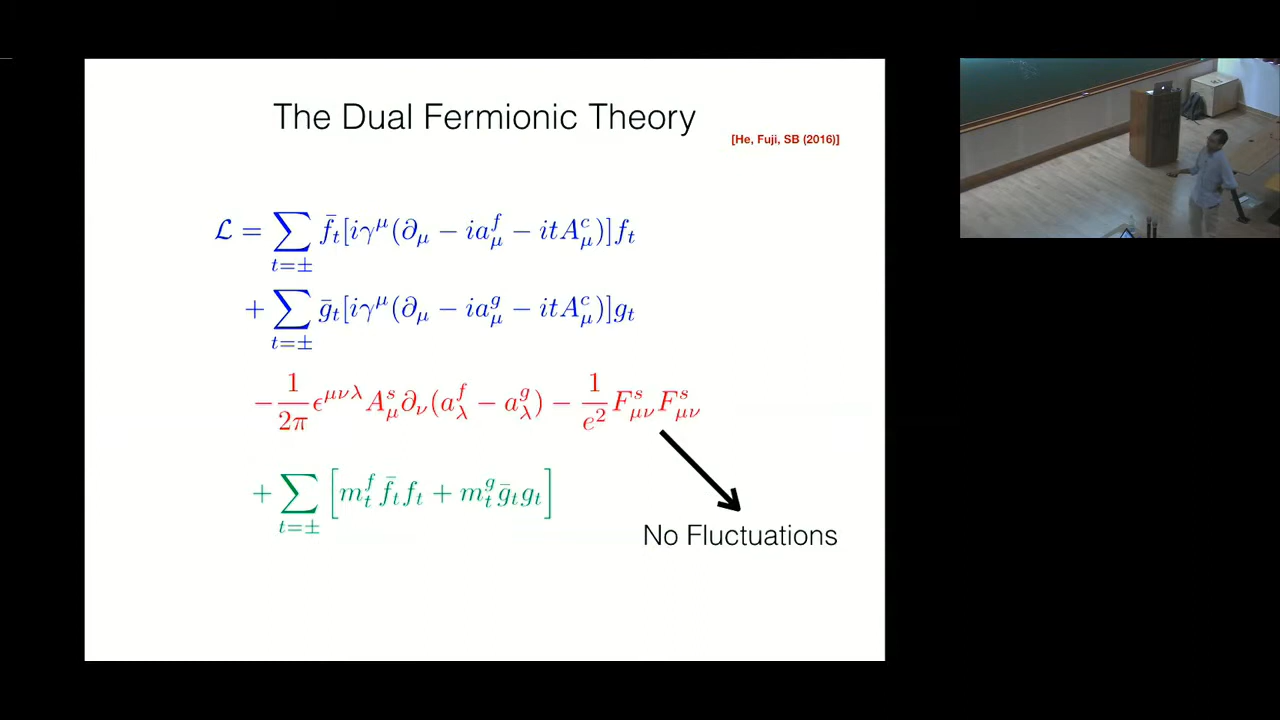 The Dual Fermionic Theory
[He, Fuji, SB (2016)]
$\mathcal{L} = \sum_{t=\pm} \bar{f}_t[i\gamma^\mu(\partial_\mu - ia^f_\mu - itA^c_\mu)]f_t$
$+ \sum_{t=\pm} \bar{g}_t[i\gamma^\mu(\partial_\mu - ia^g_\mu - itA^c_\mu)]g_t$
$-\frac{1}{2\pi}\epsilon^{\mu\nu\lambda}A^s_\mu\partial_\nu(a^f_\lambda - a^g_\lambda) - \frac{1}{e^2}F^s_{\mu\nu}F^s_{\mu\nu}$
$+ \sum_{t=\pm}\left[m^f_t\bar{f}_tf_t + m^g_t\bar{g}_tg_t\right]$
No Fluctuations